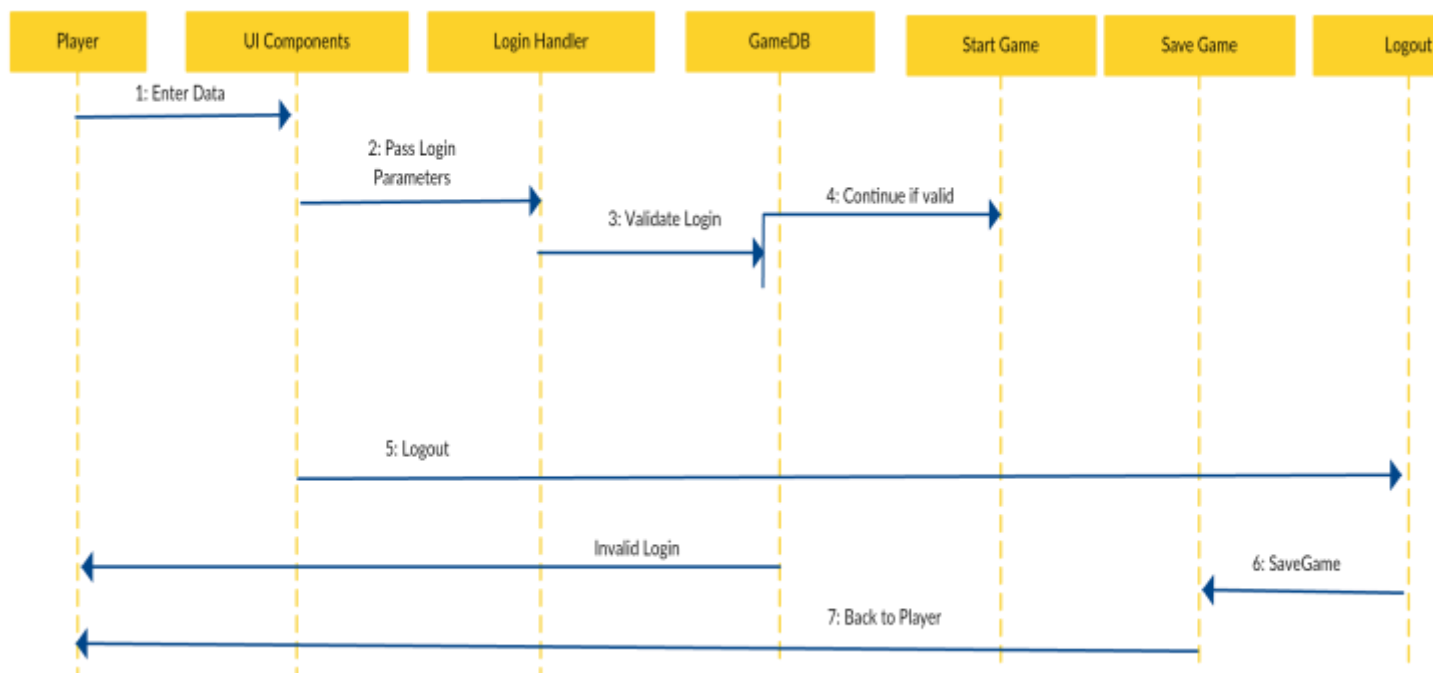 Player
UI Components
Login Handler
GameDB
Start Game
Save Game
Logout
1: Enter Data
2: Pass Login
Parameters
3: Validate Login
4: Continue if valid
5: Logout
Invalid Login
6: SaveGame
7: Back to Player